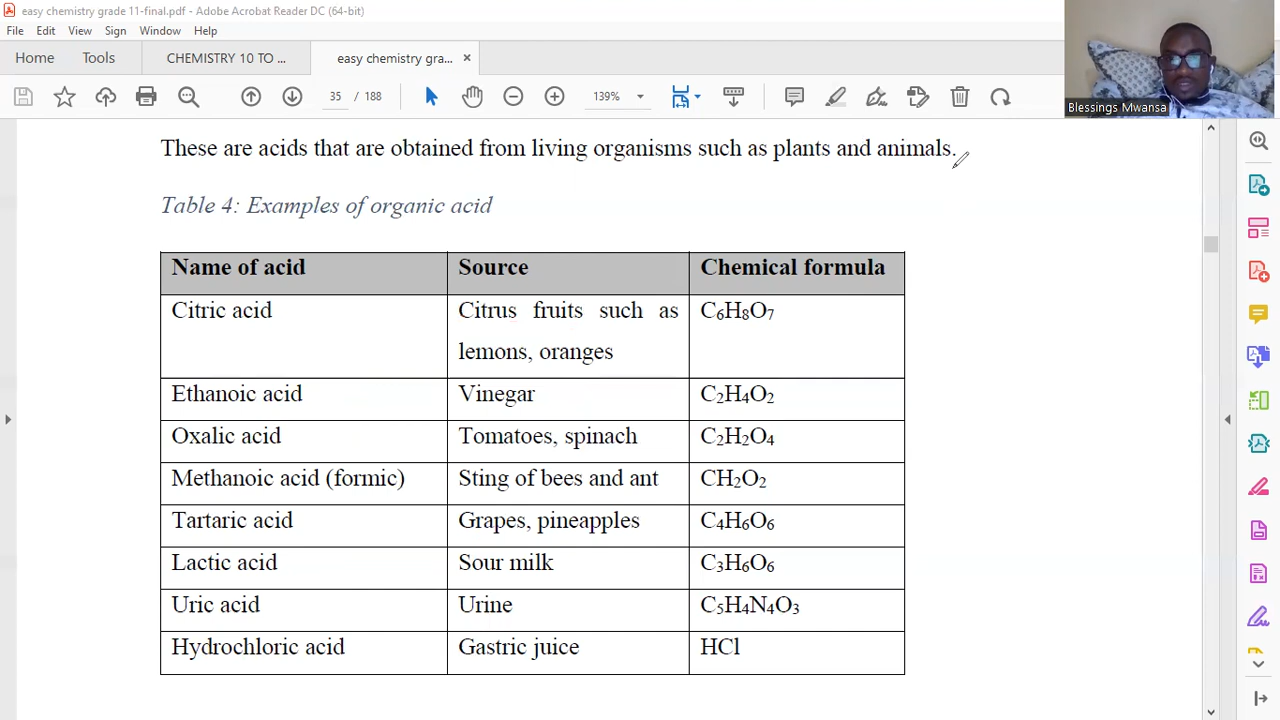 easy chemistry grade 11-final.pdf - Adobe Acrobat Reader DC (64-bit)
File Edit View Sign Window Help
Home Tools CHEMISTRY 10 TO ... easy chemistry gra... ×
35 / 188 139%
Blessings Mwansa
These are acids that are obtained from living organisms such as plants and animals.
Table 4: Examples of organic acid
Name of acid Source Chemical formula
Citric acid Citrus fruits such as C₆H₈O₇
lemons, oranges
Ethanoic acid Vinegar C₂H₄O₂
Oxalic acid Tomatoes, spinach C₂H₂O₄
Methanoic acid (formic) Sting of bees and ant CH₂O₂
Tartaric acid Grapes, pineapples C₄H₆O₆
Lactic acid Sour milk C₃H₆O₆
Uric acid Urine C₅H₄N₄O₃
Hydrochloric acid Gastric juice HCl